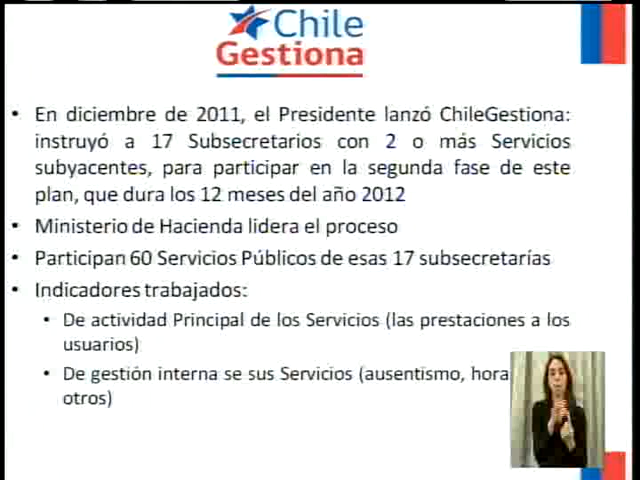 Chile
Gestiona
• En diciembre de 2011, el Presidente lanzó ChileGestiona:
instruyó a 17 Subsecretarios con 2 o más Servicios
subyacentes, para participar en la segunda fase de este
plan, que dura los 12 meses del año 2012
• Ministerio de Hacienda lidera el proceso
• Participan 60 Servicios Públicos de esas 17 subsecretarías
• Indicadores trabajados:
• De actividad Principal de los Servicios (las prestaciones a los
usuarios)
• De gestión interna se sus Servicios (ausentismo,
otros)